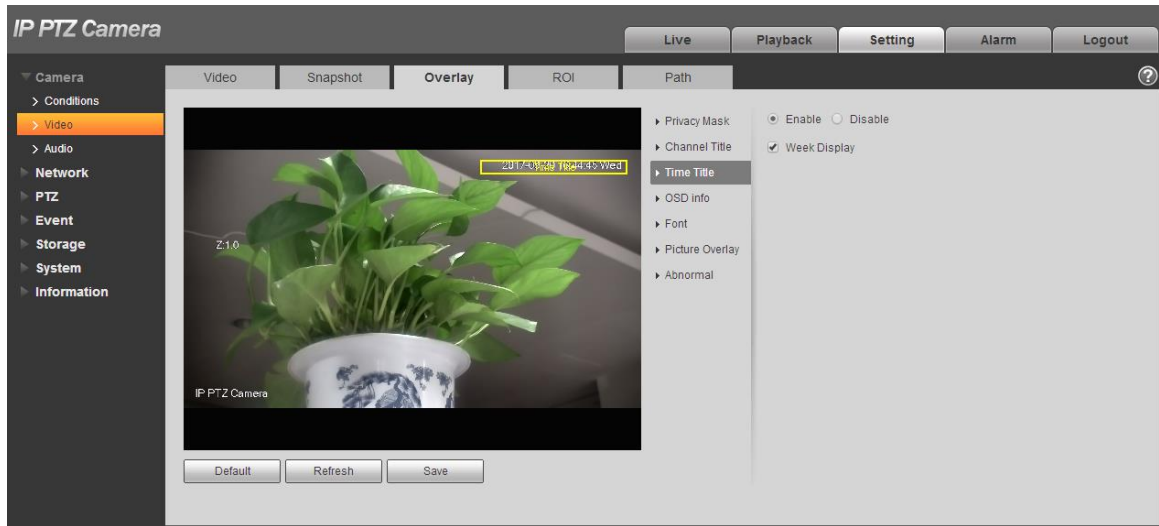 IP PTZ Camera
Live Playback Setting Alarm Logout
Camera
Conditions
Video
Audio
Network
PTZ
Event
Storage
System
Information
Video Snapshot Overlay ROI Path
Wed
Z:1.0
IP PTZ Camera
Privacy Mask
Channel Title
Time Title
OSD info
Font
Picture Overlay
Abnormal
Enable Disable
Week Display
Default Refresh Save